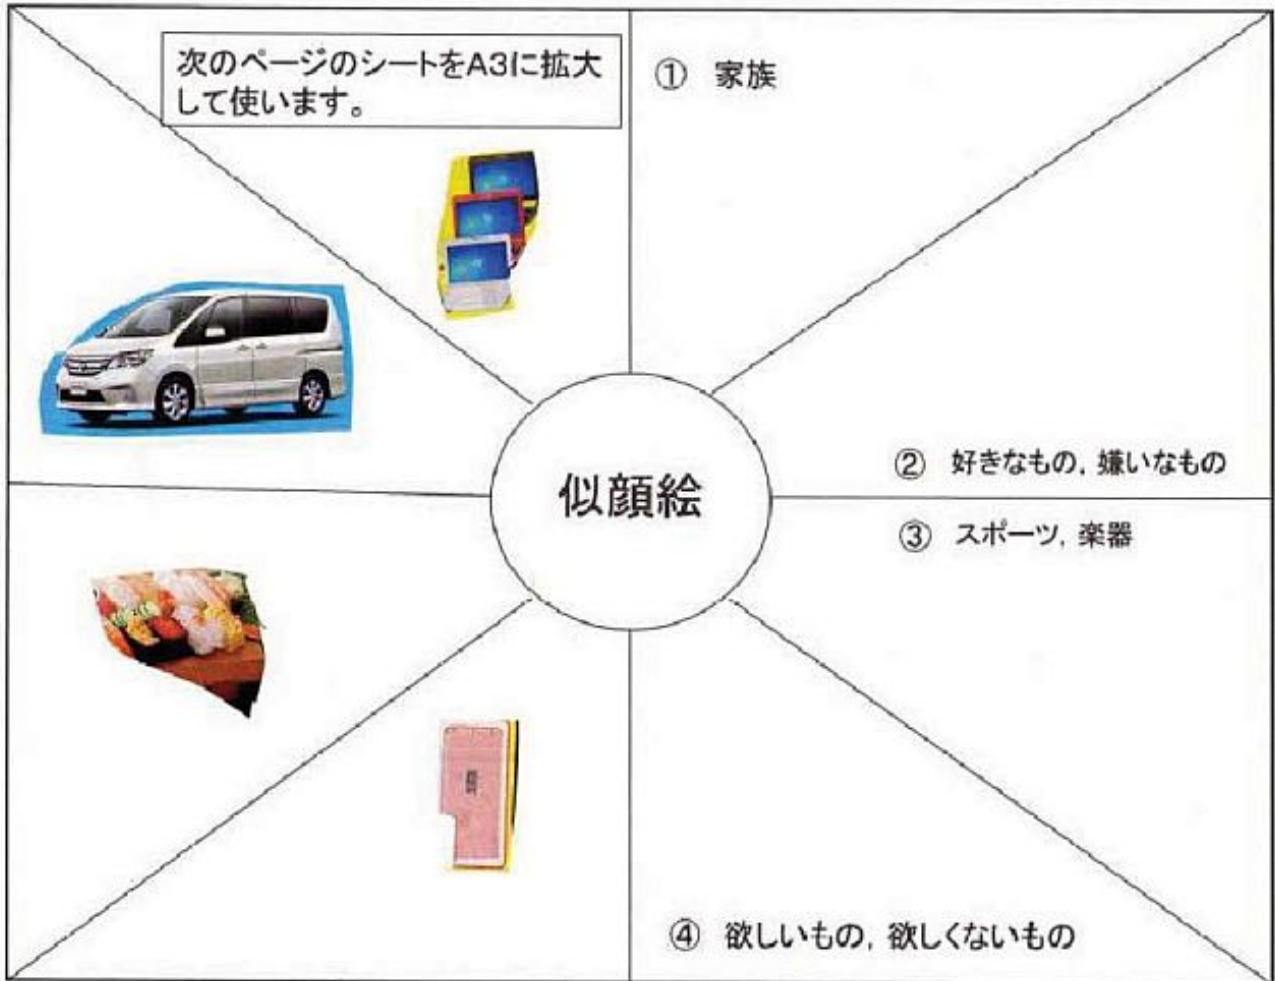 次のページのシートをA3に拡大
して使います。
① 家族
② 好きなもの, 嫌いなもの
似顔絵
③ スポーツ, 楽器
④ 欲しいもの, 欲しくないもの